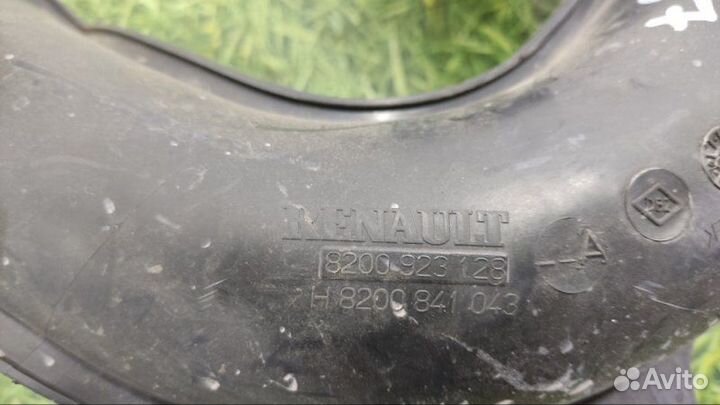 RENAULT
8200 923 128
H 8200 841 043
--A
Avito